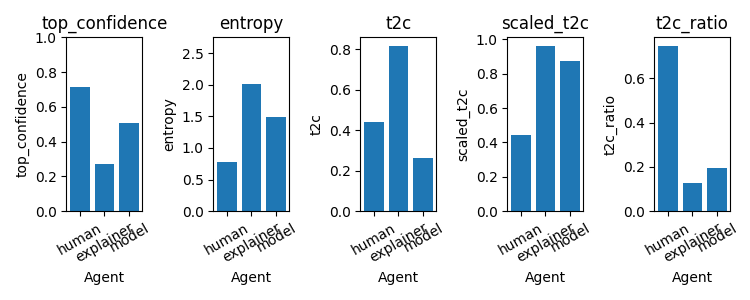 top_confidence
entropy
t2c
scaled_t2c
t2c_ratio
top_confidence
1.0
0.8
0.6
0.4
0.2
0.0
human
explainer
model
Agent
entropy
2.5
2.0
1.5
1.0
0.5
0.0
human
explainer
model
Agent
t2c
0.8
0.6
0.4
0.2
0.0
human
explainer
model
Agent
scaled_t2c
1.0
0.8
0.6
0.4
0.2
0.0
human
explainer
model
Agent
t2c_ratio
0.6
0.4
0.2
0.0
human
explainer
model
Agent